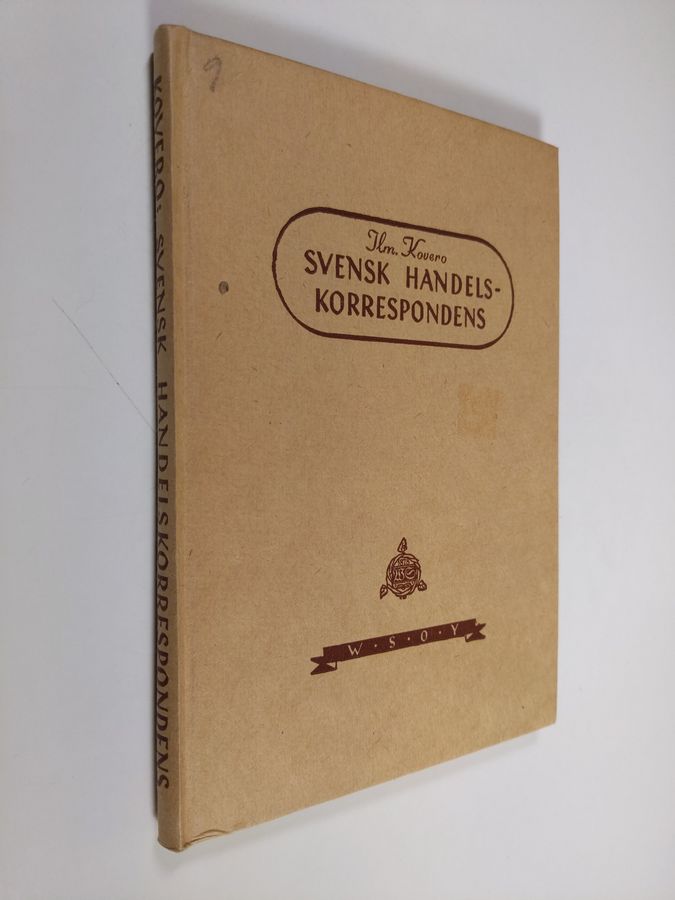 Ilm. Kovero
SVENSK HANDELS-
KORRESPONDENS
W·S·O·Y
KOVERO: SVENSK HANDELSKORRESPONDENS